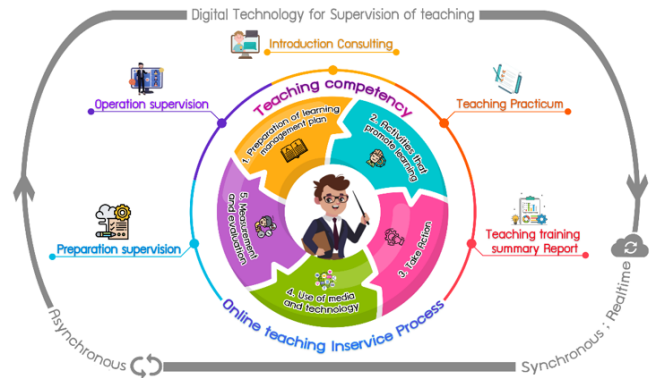 Digital Technology for Supervision of teaching
Introduction Consulting
Operation supervision
Teaching Practicum
Preparation supervision
Teaching training
summary Report
Teaching competency
1. Preparation of learning
management plan
2. Activities that
promote learning
3. Take Action
4. Use of media
and technology
5. Measurement
and evaluation
Online teaching Inservice Process
Asynchronous
Synchronous ; Realtime